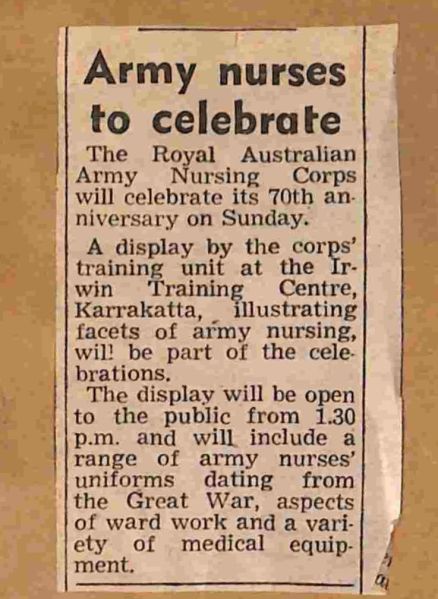 Army nurses
to celebrate
The Royal Australian
Army Nursing Corps
will celebrate its 70th an-
niversary on Sunday.
A display by the corps'
training unit at the Ir-
win Training Centre,
Karrakatta, illustrating
facets of army nursing,
will be part of the cele-
brations.
The display will be open
to the public from 1.30
p.m. and will include a
range of army nurses'
uniforms dating from
the Great War, aspects
of ward work and a vari-
ety of medical equip-
ment.